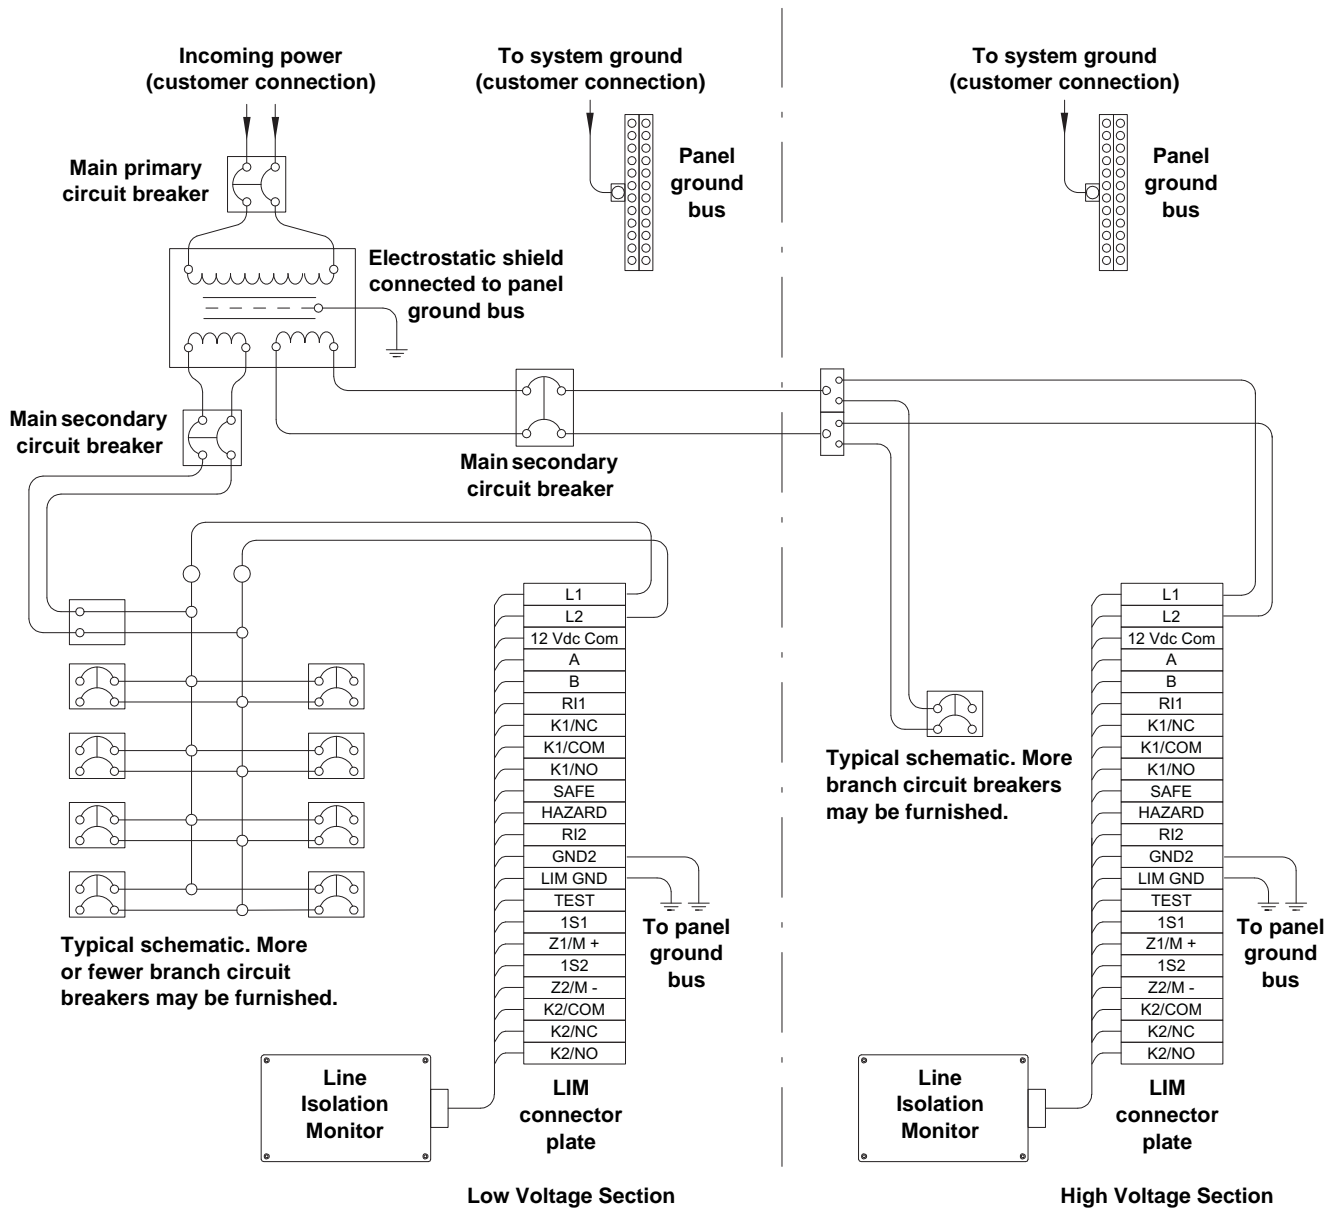 Incoming power
(customer connection)
To system ground
(customer connection)
To system ground
(customer connection)
Main primary
circuit breaker
Panel
ground
bus
Panel
ground
bus
Electrostatic shield
connected to panel
ground bus
Main secondary
circuit breaker
Main secondary
circuit breaker
L1
L2
12 Vdc Com
A
B
RI1
K1/NC
K1/COM
K1/NO
SAFE
HAZARD
RI2
GND2
LIM GND
TEST
1S1
Z1/M +
1S2
Z2/M -
K2/COM
K2/NC
K2/NO
To panel
ground
bus
Typical schematic. More
or fewer branch circuit
breakers may be furnished.
Line
Isolation
Monitor
LIM
connector
plate
Low Voltage Section
Typical schematic. More
branch circuit breakers
may be furnished.
L1
L2
12 Vdc Com
A
B
RI1
K1/NC
K1/COM
K1/NO
SAFE
HAZARD
RI2
GND2
LIM GND
TEST
1S1
Z1/M +
1S2
Z2/M -
K2/COM
K2/NC
K2/NO
To panel
ground
bus
Line
Isolation
Monitor
LIM
connector
plate
High Voltage Section